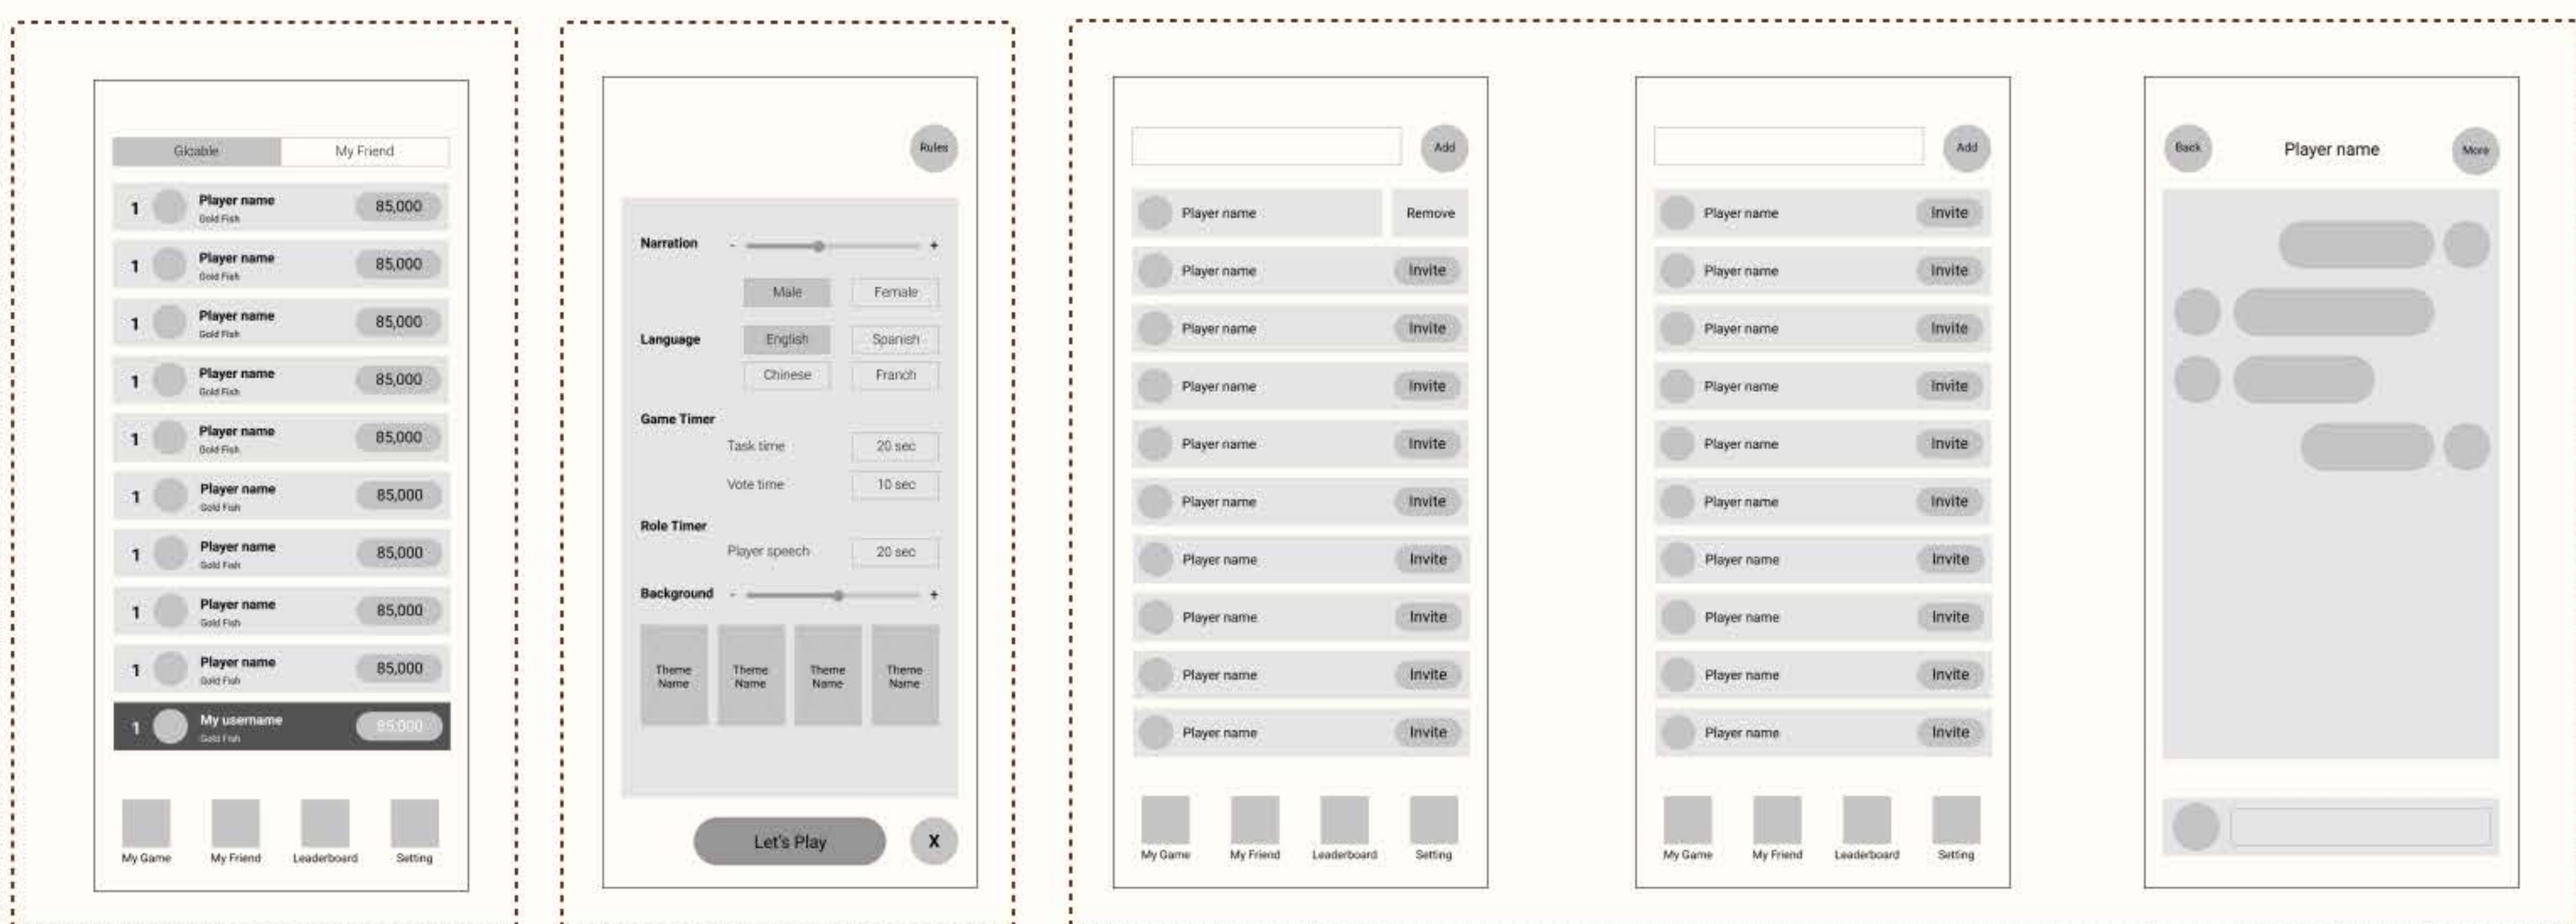 Gloable My Friend
1 Player name 85,000
Gold Fish
1 Player name 85,000
Gold Fish
1 Player name 85,000
Gold Fish
1 Player name 85,000
Gold Fish
1 Player name 85,000
Gold Fish
1 Player name 85,000
Gold Fish
1 Player name 85,000
Gold Fish
1 Player name 85,000
Gold Fish
1 Player name 85,000
Gold Fish
1 My username 85,000
Gold Fish
My Game My Friend Leaderboard Setting
Rules
Narration - +
Male Female
Language English Spanish
Chinese Franch
Game Timer
Task time 20 sec
Vote time 10 sec
Role Timer
Player speech 20 sec
Background - +
Theme Theme Theme Theme
Name Name Name Name
Let's Play X
Add
Player name Remove
Player name Invite
Player name Invite
Player name Invite
Player name Invite
Player name Invite
Player name Invite
Player name Invite
Player name Invite
Player name Invite
My Game My Friend Leaderboard Setting
Add
Player name Invite
Player name Invite
Player name Invite
Player name Invite
Player name Invite
Player name Invite
Player name Invite
Player name Invite
Player name Invite
Player name Invite
My Game My Friend Leaderboard Setting
Back Player name More